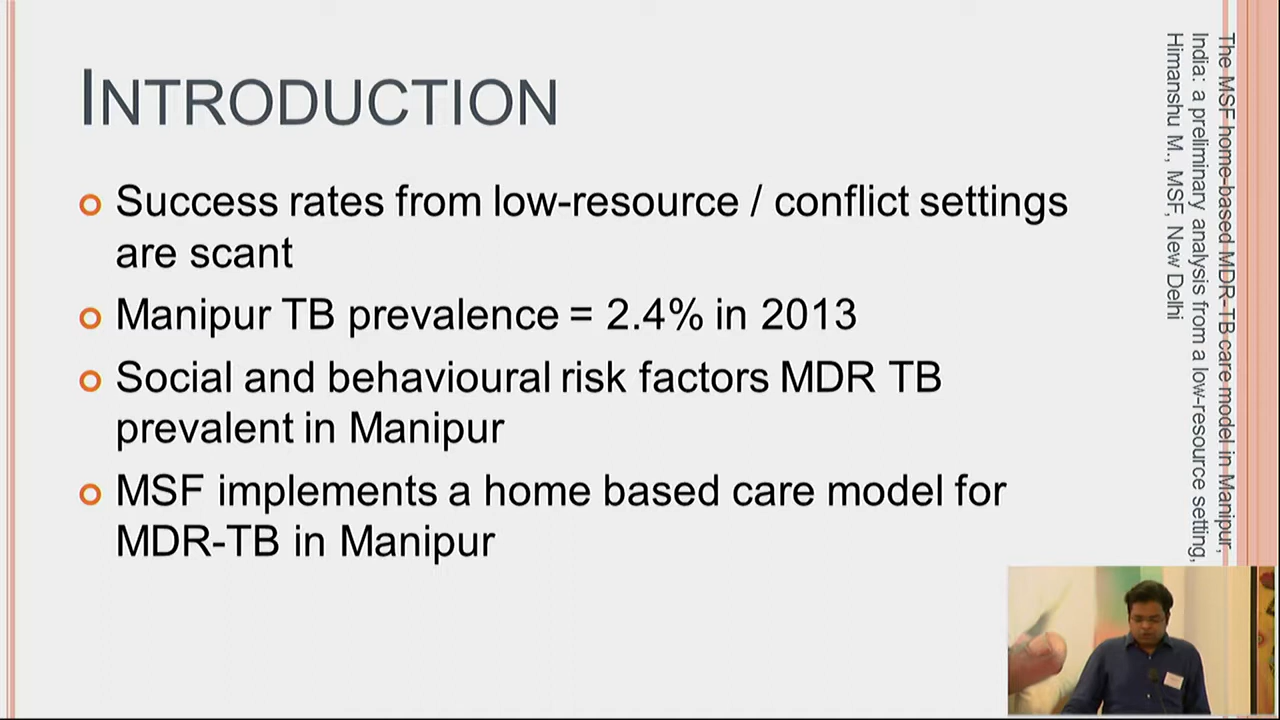 INTRODUCTION
Success rates from low-resource / conflict settings
are scant
Manipur TB prevalence = 2.4% in 2013
Social and behavioural risk factors MDR TB
prevalent in Manipur
MSF implements a home based care model for
MDR-TB in Manipur
The MSF home-based MDR-TB care model in Manipur,
India: a preliminary analysis from a low-resource setting,
Himanshu M., MSF, New Delhi